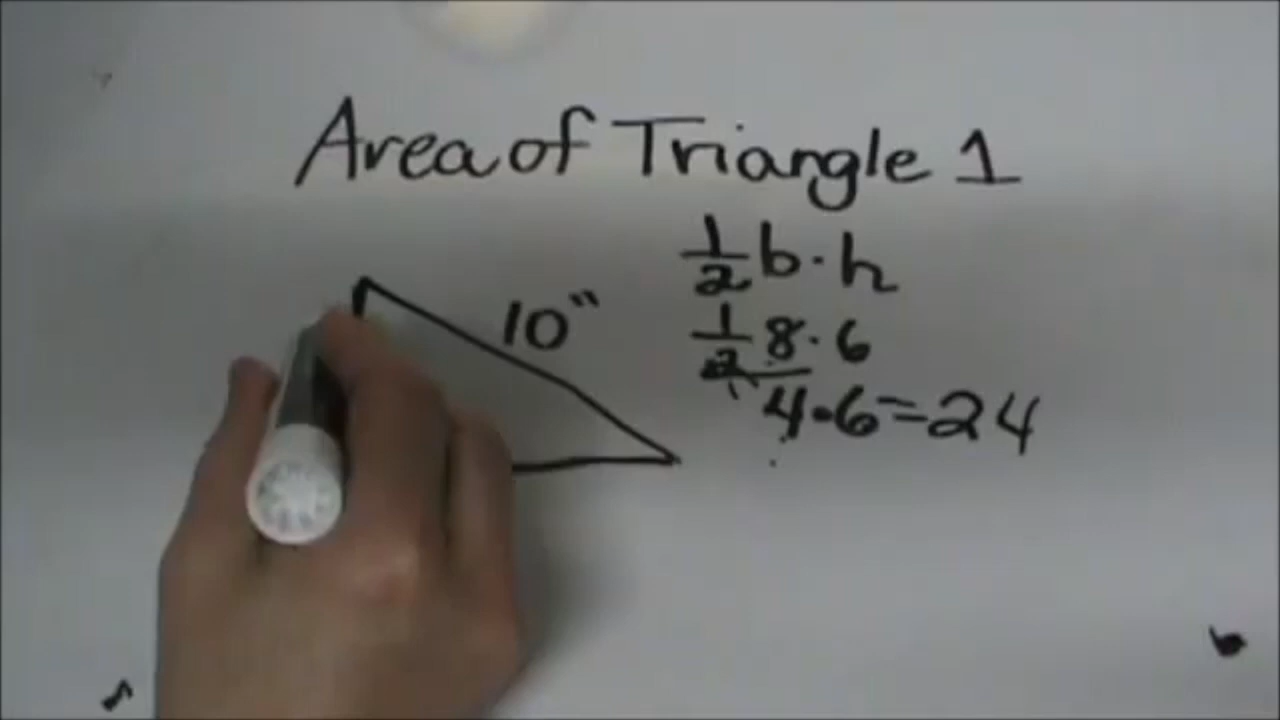 Area of Triangle 1
1/2 b·h
10"
1/2 8·6
4·6=24